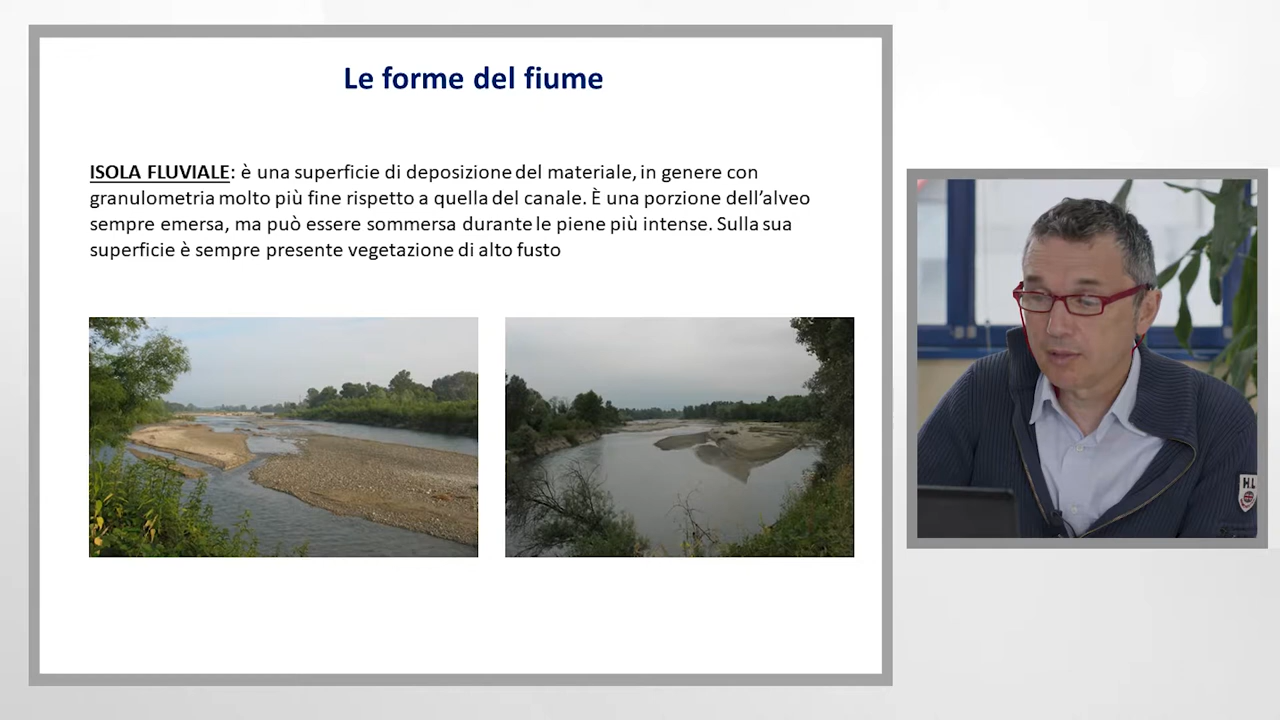 Le forme del fiume
ISOLA FLUVIALE: è una superficie di deposizione del materiale, in genere con
granulometria molto più fine rispetto a quella del canale. È una porzione dell’alveo
sempre emersa, ma può essere sommersa durante le piene più intense. Sulla sua
superficie è sempre presente vegetazione di alto fusto
H.L